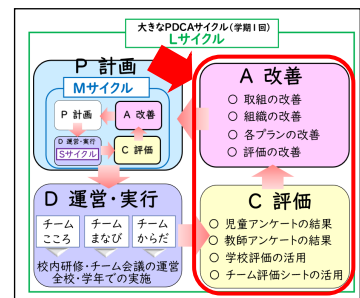 大きなPDCAサイクル(学期1回)
Lサイクル
P 計画
Mサイクル
P 計画
A 改善
D 運営・実行
Sサイクル
C 評価
A 改善
○ 取組の改善
○ 組織の改善
○ 各プランの改善
○ 評価の改善
D 運営・実行
チーム
こころ
チーム
まなび
チーム
からだ
校内研修・チーム会議の運営
全校・学年での実施
C 評価
○ 児童アンケートの結果
○ 教師アンケートの結果
○ 学校評価の活用
○ チーム評価シートの活用